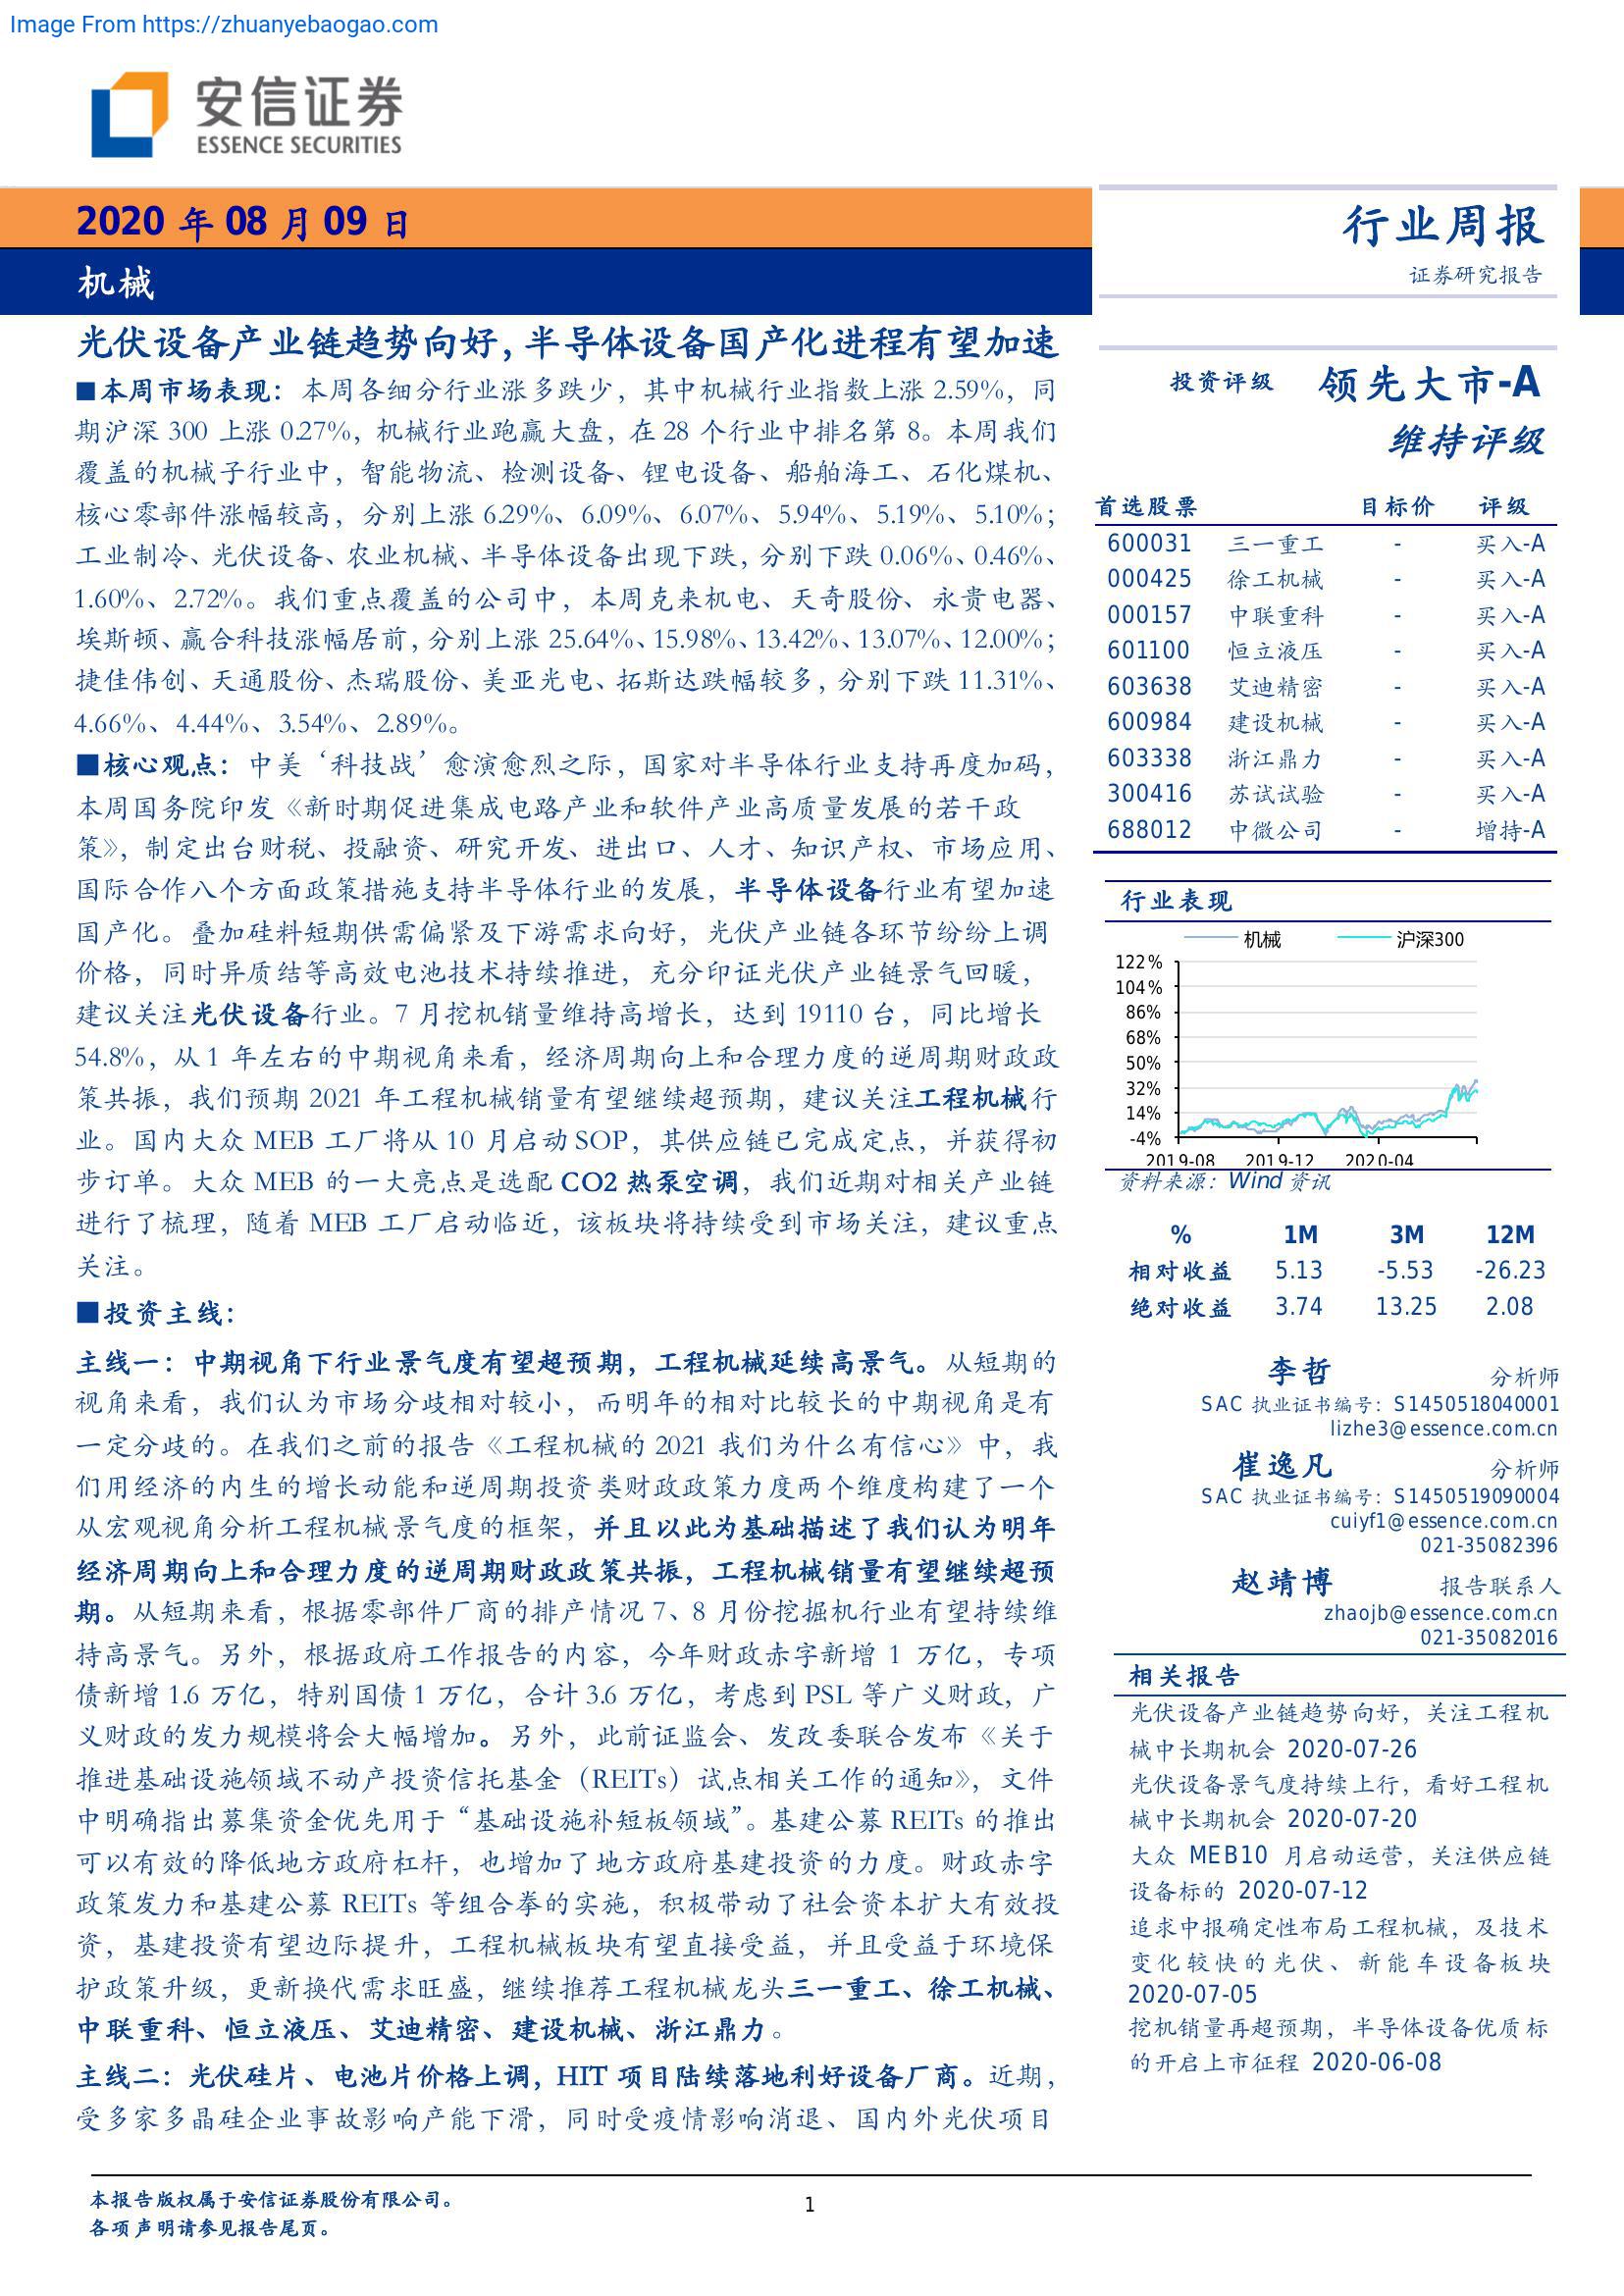 Image From https://zhuanyebaogao.com
安信证券
ESSENCE SECURITIES
2020 年 08 月 09 日
机械
行业周报
证券研究报告
光伏设备产业链趋势向好，半导体设备国产化进程有望加速
■本周市场表现：本周各细分行业涨多跌少，其中机械行业指数上涨 2.59%，同
期沪深 300 上涨 0.27%，机械行业跑赢大盘，在 28 个行业中排名第 8。本周我们
覆盖的机械子行业中，智能物流、检测设备、锂电设备、船舶海工、石化煤机、
核心零部件涨幅较高，分别上涨 6.29%、6.09%、6.07%、5.94%、5.19%、5.10%；
工业制冷、光伏设备、农业机械、半导体设备出现下跌，分别下跌 0.06%、0.46%、
1.60%、2.72%。我们重点覆盖的公司中，本周克来机电、天奇股份、永贵电器、
埃斯顿、赢合科技涨幅居前，分别上涨 25.64%、15.98%、13.42%、13.07%、12.00%；
捷佳伟创、天通股份、杰瑞股份、美亚光电、拓斯达跌幅较多，分别下跌 11.31%、
4.66%、4.44%、3.54%、2.89%。
■核心观点：中美‘科技战’愈演愈烈之际，国家对半导体行业支持再度加码，
本周国务院印发《新时期促进集成电路产业和软件产业高质量发展的若干政
策》，制定出台财税、投融资、研究开发、进出口、人才、知识产权、市场应用、
国际合作八个方面政策措施支持半导体行业的发展，半导体设备行业有望加速
国产化。叠加硅料短期供需偏紧及下游需求向好，光伏产业链各环节纷纷上调
价格，同时异质结等高效电池技术持续推进，充分印证光伏产业链景气回暖，
建议关注光伏设备行业。7 月挖机销量维持高增长，达到 19110 台，同比增长
54.8%，从 1 年左右的中期视角来看，经济周期向上和合理力度的逆周期财政政
策共振，我们预期 2021 年工程机械销量有望继续超预期，建议关注工程机械行
业。国内大众 MEB 工厂将从 10 月启动 SOP，其供应链已完成定点，并获得初
步订单。大众 MEB 的一大亮点是选配 CO2 热泵空调，我们近期对相关产业链
进行了梳理，随着 MEB 工厂启动临近，该板块将持续受到市场关注，建议重点
关注。
■投资主线：
主线一：中期视角下行业景气度有望超预期，工程机械延续高景气。从短期的
视角来看，我们认为市场分歧相对较小，而明年的相对比较长的中期视角是有
一定分歧的。在我们之前的报告《工程机械的 2021 我们为什么有信心》中，我
们用经济的内生的增长动能和逆周期投资类财政政策力度两个维度构建了一个
从宏观视角分析工程机械景气度的框架，并且以此为基础描述了我们认为明年
经济周期向上和合理力度的逆周期财政政策共振，工程机械销量有望继续超预
期。从短期来看，根据零部件厂商的排产情况 7、8 月份挖掘机行业有望持续维
持高景气。另外，根据政府工作报告的内容，今年财政赤字新增 1 万亿，专项
债新增 1.6 万亿，特别国债 1 万亿，合计 3.6 万亿，考虑到 PSL 等广义财政，广
义财政的发力规模将会大幅增加。另外，此前证监会、发改委联合发布《关于
推进基础设施领域不动产投资信托基金（REITs）试点相关工作的通知》，文件
中明确指出募集资金优先用于“基础设施补短板领域”。基建公募 REITs 的推出
可以有效的降低地方政府杠杆，也增加了地方政府基建投资的力度。财政赤字
政策发力和基建公募 REITs 等组合拳的实施，积极带动了社会资本扩大有效投
资，基建投资有望边际提升，工程机械板块有望直接受益，并且受益于环境保
护政策升级，更新换代需求旺盛，继续推荐工程机械龙头三一重工、徐工机械、
中联重科、恒立液压、艾迪精密、建设机械、浙江鼎力。
主线二：光伏硅片、电池片价格上调，HIT 项目陆续落地利好设备厂商。近期，
受多家多晶硅企业事故影响产能下滑，同时受疫情影响消退、国内外光伏项目
投资评级 领先大市-A
维持评级
首选股票 目标价 评级
600031 三一重工 - 买入-A
000425 徐工机械 - 买入-A
000157 中联重科 - 买入-A
601100 恒立液压 - 买入-A
603638 艾迪精密 - 买入-A
600984 建设机械 - 买入-A
603338 浙江鼎力 - 买入-A
300416 苏试试验 - 买入-A
688012 中微公司 - 增持-A
行业表现
机械 沪深300
122%
104%
86%
68%
50%
32%
14%
-4%
2019-08 2019-12 2020-04
资料来源：Wind 资讯
% 1M 3M 12M
相对收益 5.13 -5.53 -26.23
绝对收益 3.74 13.25 2.08
李哲 分析师
SAC 执业证书编号：S1450518040001
lizhe3@essence.com.cn
崔逸凡 分析师
SAC 执业证书编号：S1450519090004
cuiyf1@essence.com.cn
021-35082396
赵靖博 报告联系人
zhaojb@essence.com.cn
021-35082016
相关报告
光伏设备产业链趋势向好，关注工程机
械中长期机会 2020-07-26
光伏设备景气度持续上行，看好工程机
械中长期机会 2020-07-20
大众 MEB10 月启动运营，关注供应链
设备标的 2020-07-12
追求中报确定性布局工程机械，及技术
变化较快的光伏、新能车设备板块
2020-07-05
挖机销量再超预期，半导体设备优质标
的开启上市征程 2020-06-08
本报告版权属于安信证券股份有限公司。
各项声明请参见报告尾页。
1